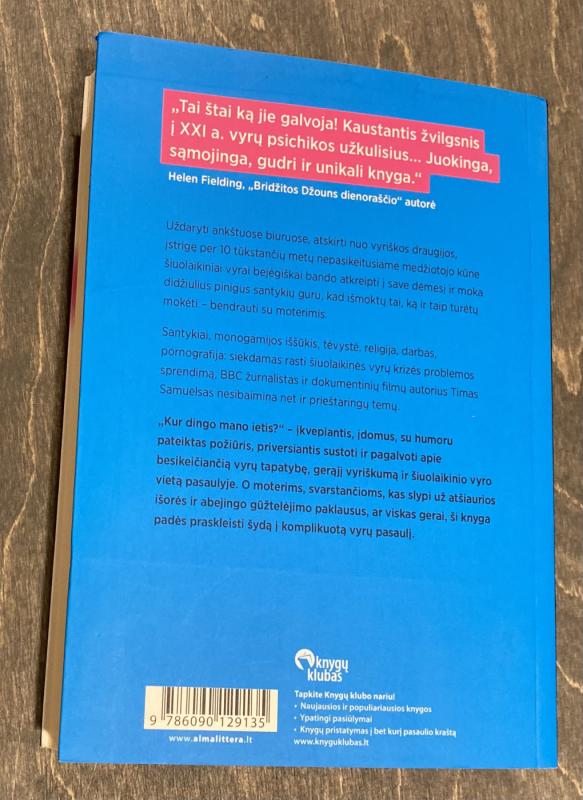 „Tai štai ką jie galvoja! Kaustantis žvilgsnis
į XXI a. vyrų psichikos užkulisius... Juokinga,
sąmojinga, gudri ir unikali knyga.“
Helen Fielding, „Bridžitos Džouns dienoraščio“ autorė
Uždaryti ankštuose biuruose, atskirti nuo vyriškos draugijos,
įstrigę per 10 tūkstančių metų nepasikeitusiame medžiotojo kūne
šiuolaikiniai vyrai bejėgiškai bando atkreipti į save dėmesį ir moka
didžiulius pinigus santykių guru, kad išmoktų tai, ką ir taip turėtų
mokėti – bendrauti su moterimis.
Santykiai, monogamijos iššūkis, tėvystė, religija, darbas,
pornografija: siekdamas rasti šiuolaikinės vyrų krizės problemos
sprendimą, BBC žurnalistas ir dokumentinių filmų autorius Timas
Samuelsas nesibaimina net ir prieštaringų temų.
„Kur dingo mano ietis?“ – įkvepiantis, įdomus, su humoru
pateiktas požiūris, priversiantis sustoti ir pagalvoti apie
besikeičiančią vyrų tapatybę, gerąjį vyriškumą ir šiuolaikinio vyro
vietą pasaulyje. O moterims, svarstančioms, kas slypi už atšiaurios
išorės ir abejingo gūžtelėjimo paklausus, ar viskas gerai, ši knyga
padės praskleisti šydą į komplikuotą vyrų pasaulį.
knygų
klubas
Tapkite Knygų klubo nariu!
• Naujausios ir populiariausios knygos
• Ypatingi pasiūlymai
• Knygų pristatymas į bet kurį pasaulio kraštą
www.knyguklubas.lt
9 786090 129135
www.almalittera.lt